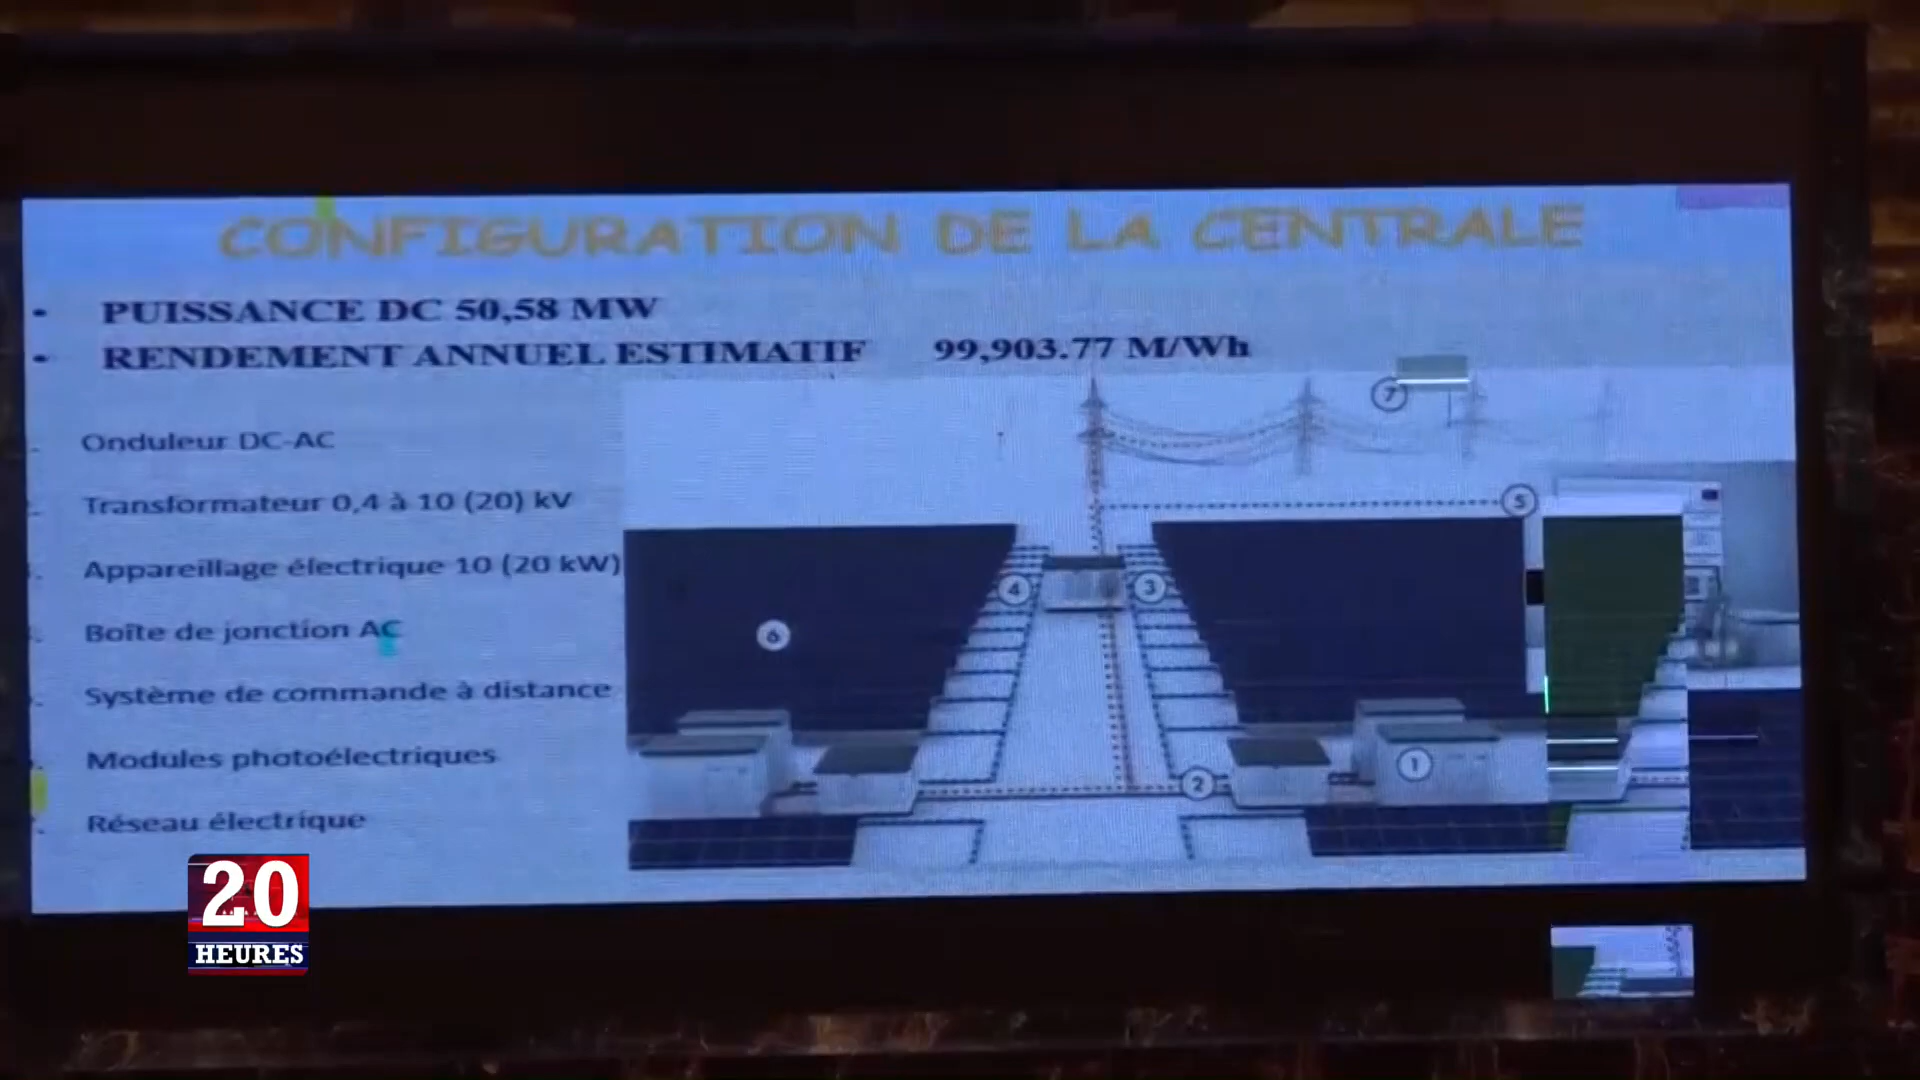 CONFIGURATION DE LA CENTRALE
• PUISSANCE DC 50,58 MW
• RENDEMENT ANNUEL ESTIMATIF 99,903.77 M/Wh
Onduleur DC-AC
Transformateur 0,4 à 10 (20) kV
Appareillage électrique 10 (20 kW)
Boîte de jonction AC
Système de commande à distance
Modules photoélectriques
Réseau électrique
7
5
4
3
6
1
2
20
HEURES